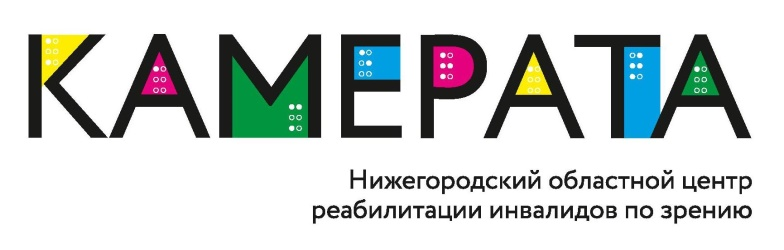 КАМЕРАТА
Нижегородский областной центр
реабилитации инвалидов по зрению